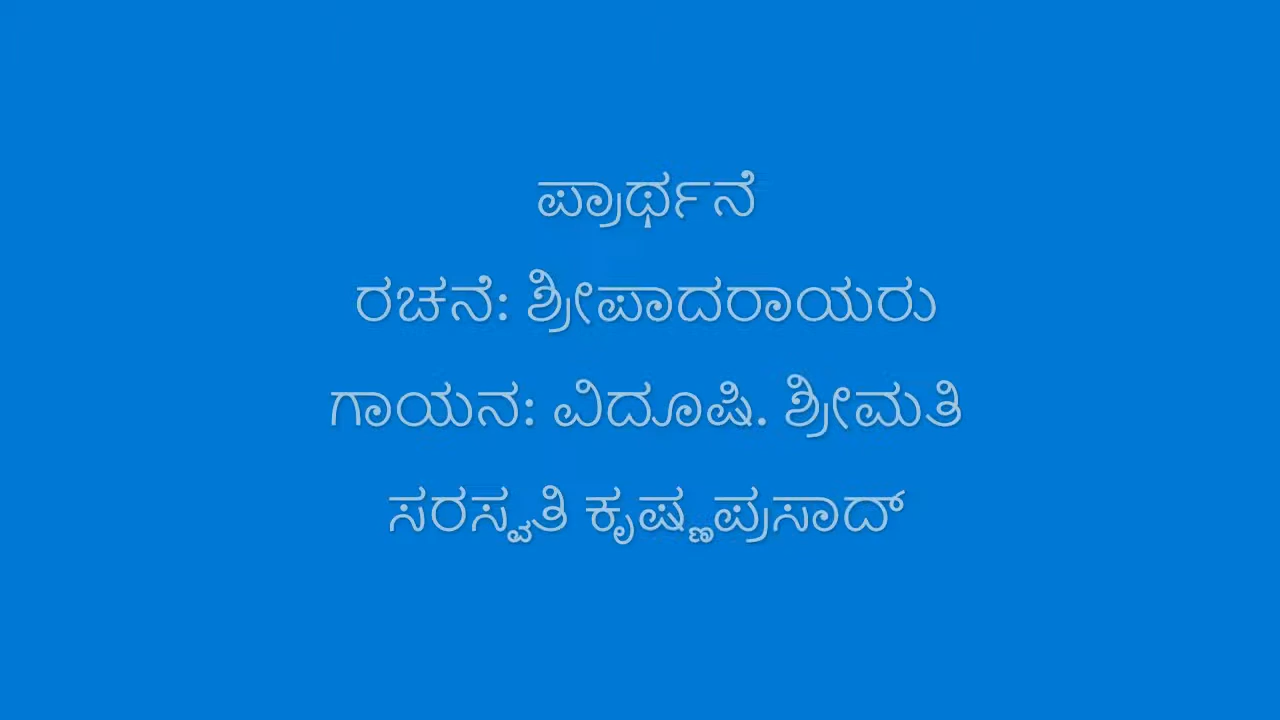 ಪ್ರಾರ್ಥನೆ
ರಚನೆ: ಶ್ರೀಪಾದರಾಯರು
ಗಾಯನ: ವಿದೂಷಿ. ಶ್ರೀಮತಿ
ಸರಸ್ವತಿ ಕೃಷ್ಣಪ್ರಸಾದ್